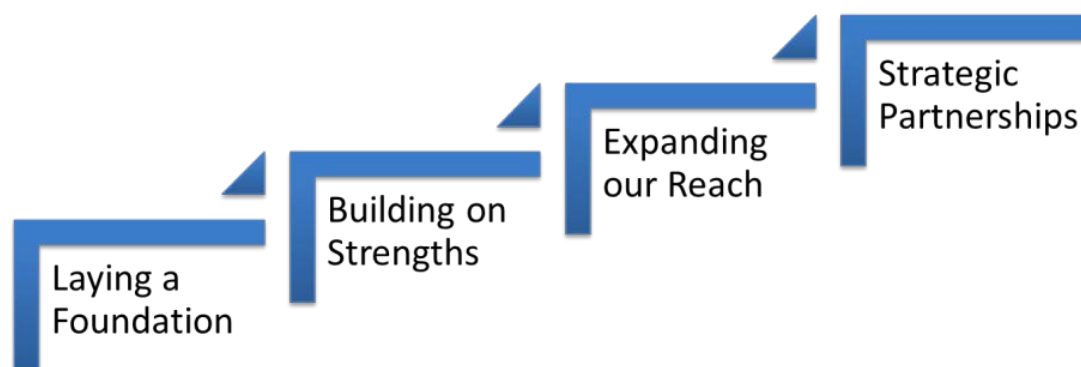 Laying a
Foundation
Building on
Strengths
Expanding
our Reach
Strategic
Partnerships